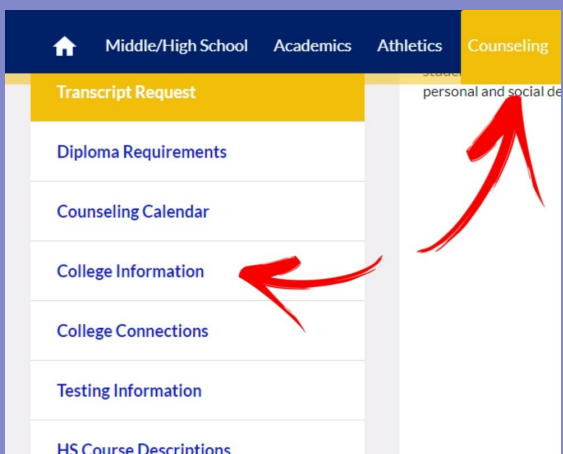 Middle/High School Academics Athletics Counseling
Transcript Request
personal and social de
Diploma Requirements
Counseling Calendar
College Information
College Connections
Testing Information
HS Course Descriptions